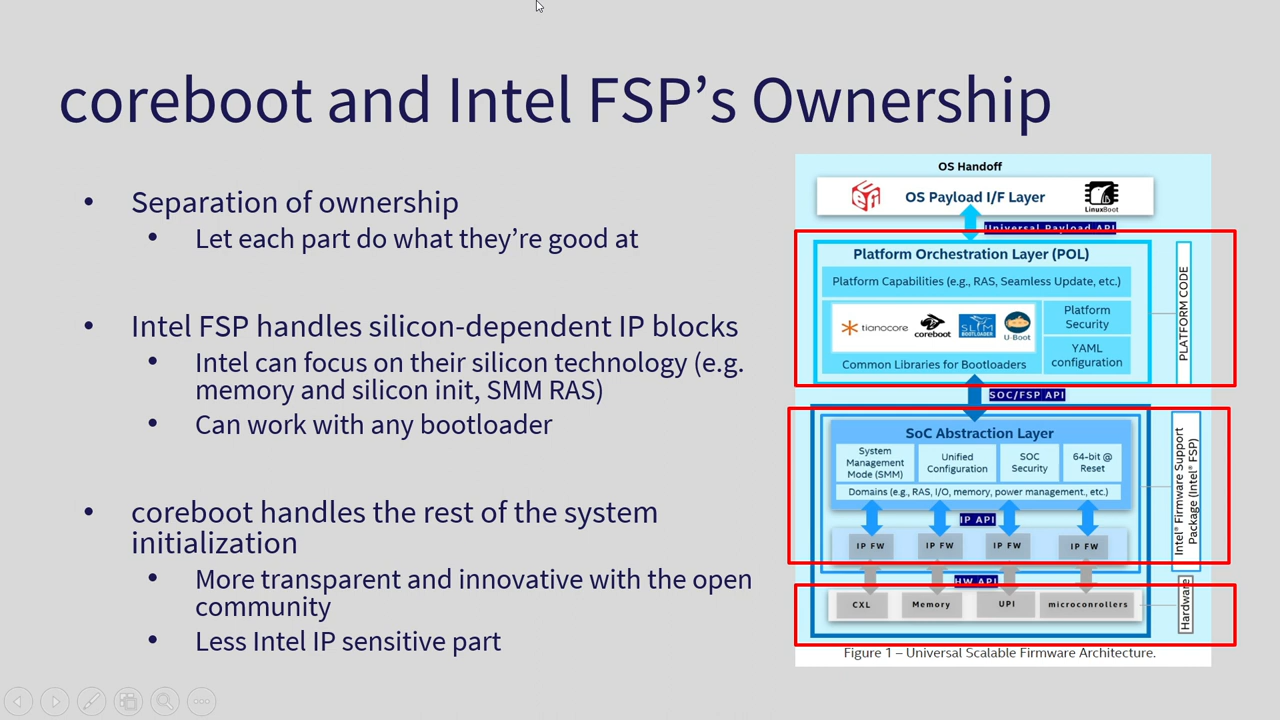 coreboot and Intel FSP’s Ownership
• Separation of ownership
• Let each part do what they’re good at
• Intel FSP handles silicon-dependent IP blocks
• Intel can focus on their silicon technology (e.g.
memory and silicon init, SMM RAS)
• Can work with any bootloader
• coreboot handles the rest of the system
initialization
• More transparent and innovative with the open
community
• Less Intel IP sensitive part
OS Handoff
uefi
OS Payload I/F Layer
LinuxBoot
Universal Payload API
Platform Orchestration Layer (POL)
Platform Capabilities (e.g., RAS, Seamless Update, etc.)
tianocore
coreboot
SLIM
BOOTLOADER
U-Boot
Common Libraries for Bootloaders
Platform
Security
YAML
configuration
PLATFORM CODE
SOC/FSP API
SoC Abstraction Layer
System
Management
Mode (SMM)
Unified
Configuration
SOC
Security
64-bit @
Reset
Domains (e.g., RAS, I/O, memory, power management., etc.)
IP API
IP FW
IP FW
IP FW
IP FW
Intel® Firmware Support
Package (Intel® FSP)
HW API
CXL
Memory
UPI
microconrollers
Hardware
Figure 1 – Universal Scalable Firmware Architecture.